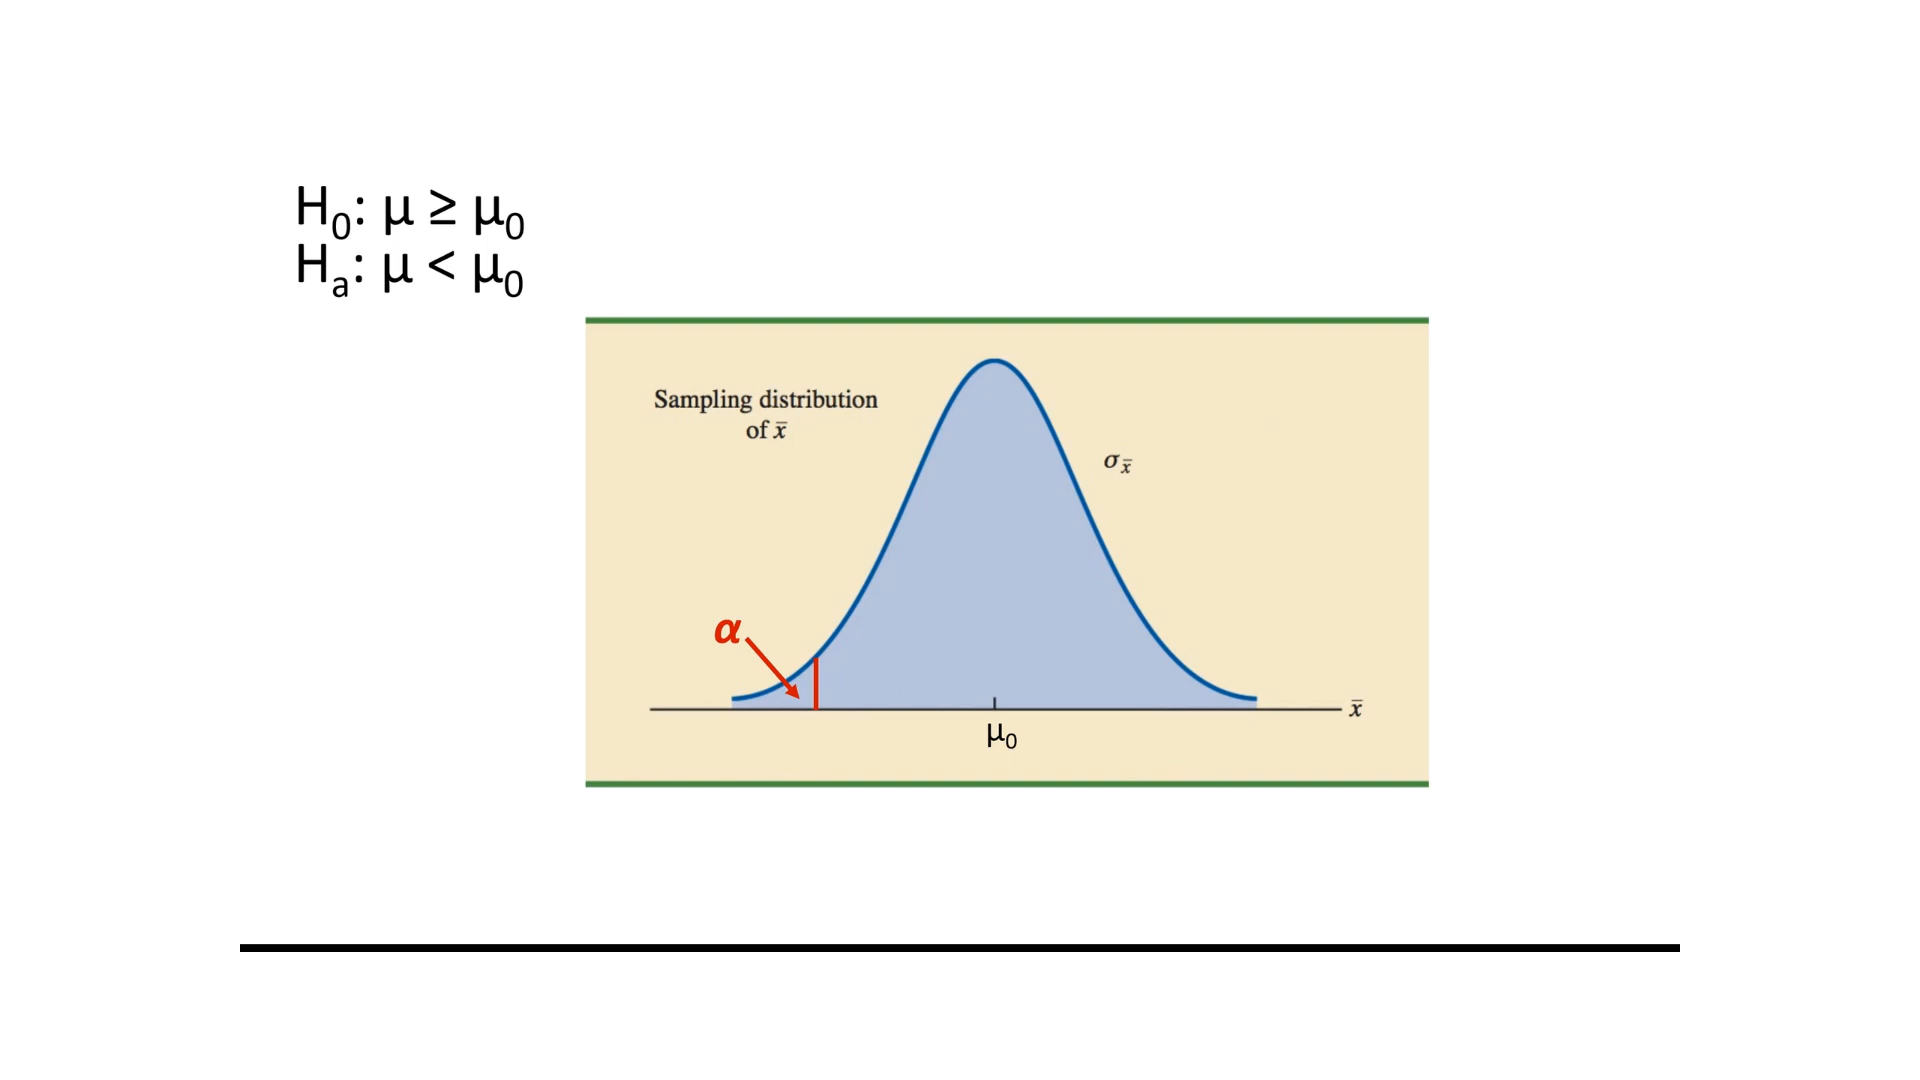 H₀: μ ≥ μ₀
Hₐ: μ < μ₀
Sampling distribution
of x̄
σx̄
α
x̄
μ₀